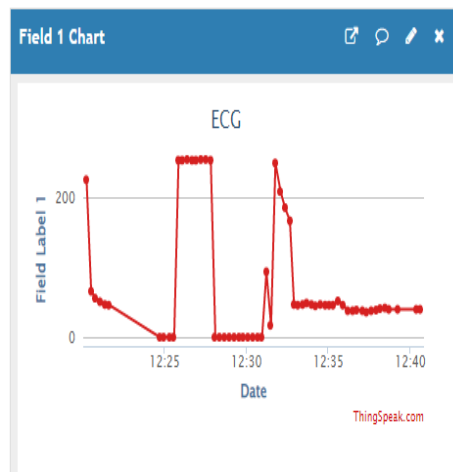 Field 1 Chart
ECG
200
0
Field Label 1
12:25 12:30 12:35 12:40
Date
ThingSpeak.com